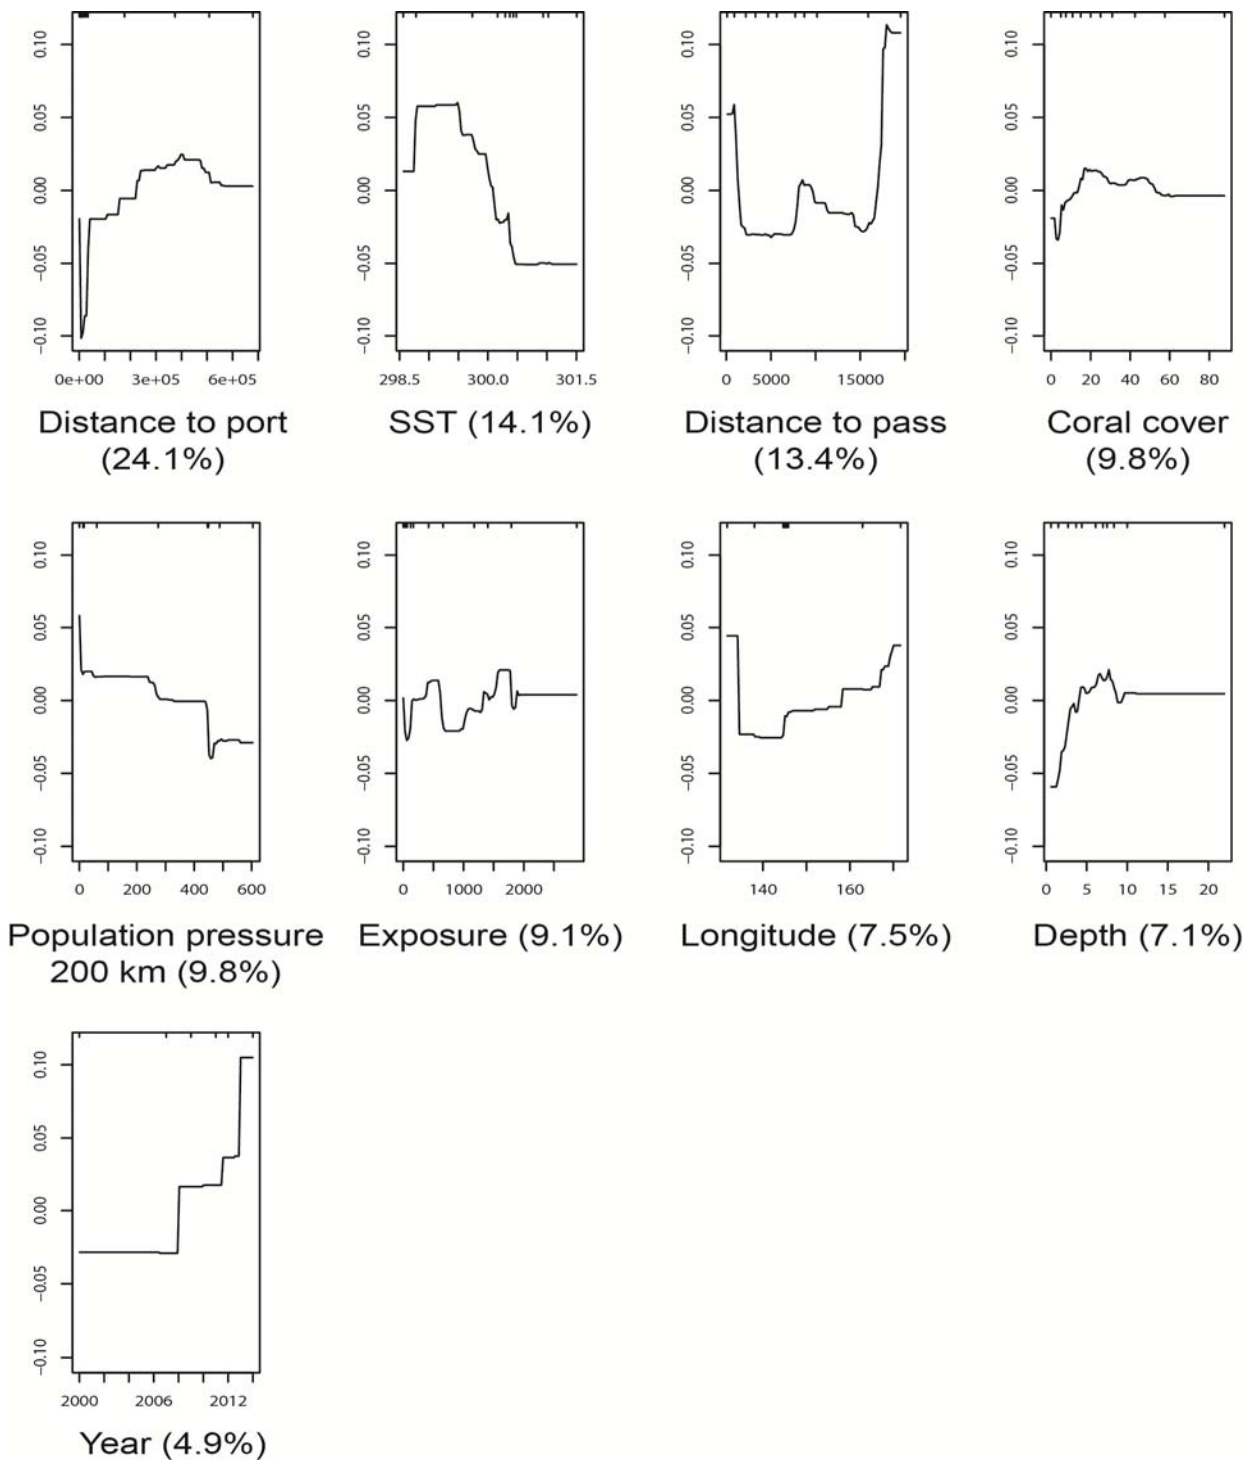 0.10 0.10 0.10 0.10
0.05 0.05 0.05 0.05
0.00 0.00 0.00 0.00
−0.05 −0.05 −0.05 −0.05
−0.10 −0.10 −0.10 −0.10
0e+00 3e+05 6e+05 298.5 300.0 301.5 0 5000 15000 0 20 40 60 80
Distance to port SST (14.1%) Distance to pass Coral cover
(24.1%) (13.4%) (9.8%)
0.10 0.10 0.10 0.10
0.05 0.05 0.05 0.05
0.00 0.00 0.00 0.00
−0.05 −0.05 −0.05 −0.05
−0.10 −0.10 −0.10 −0.10
0 200 400 600 0 1000 2000 140 160 0 5 10 15 20
Population pressure Exposure (9.1%) Longitude (7.5%) Depth (7.1%)
200 km (9.8%)
0.10
0.05
0.00
−0.05
−0.10
2000 2006 2012
Year (4.9%)